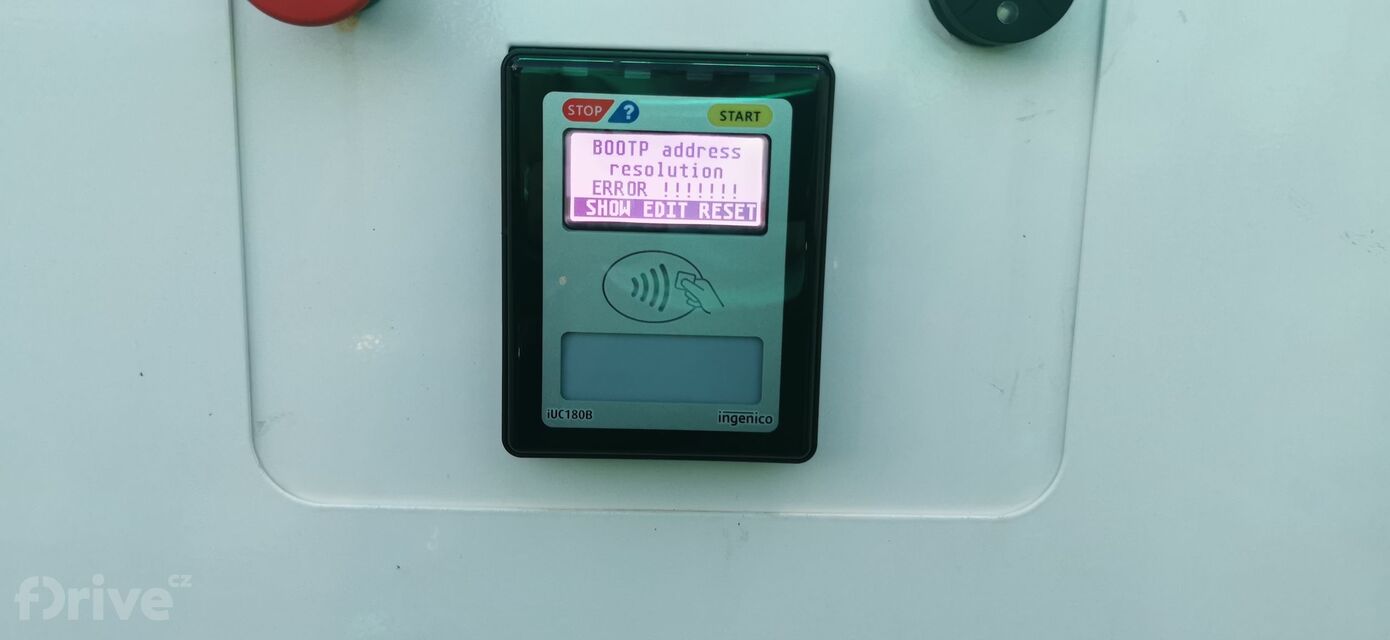 STOP ? START
BOOTP address
resolution
ERROR !!!!!!!
SHOW EDIT RESET
iUC180B ingenico
fDrive cz